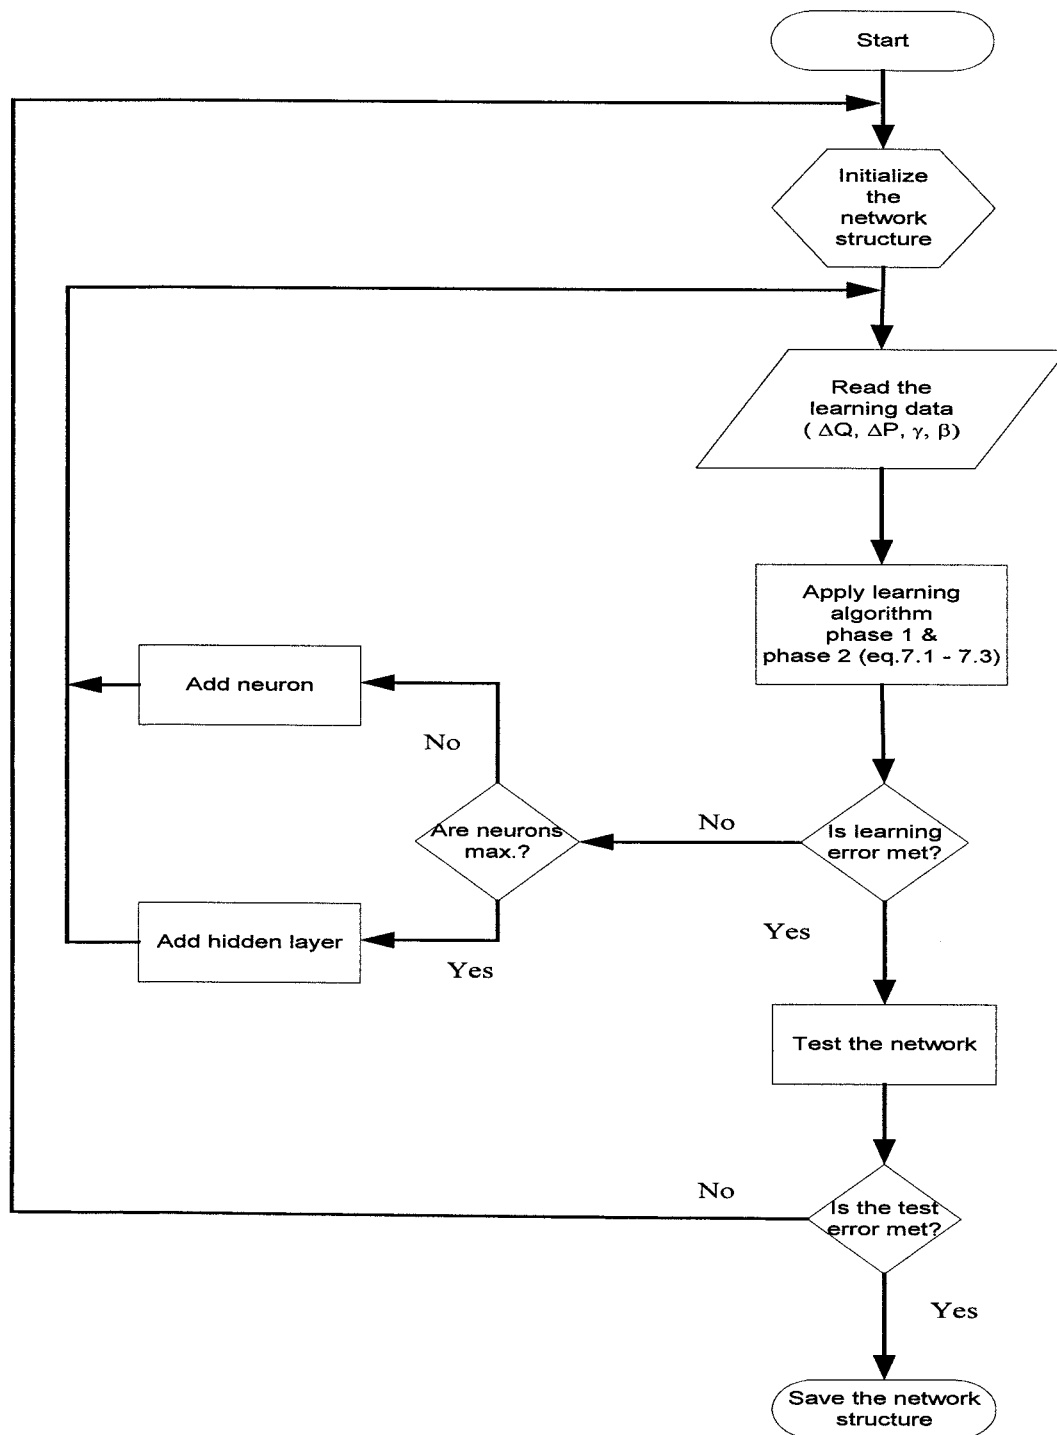 Start
Initialize
the
network
structure
Read the
learning data
( ΔQ, ΔP, γ, β)
Apply learning
algorithm
phase 1 &
phase 2 (eq.7.1 - 7.3)
Add neuron
No
Are neurons
max.?
No
Is learning
error met?
Add hidden layer
Yes
Yes
Test the network
No
Is the test
error met?
Yes
Save the network
structure